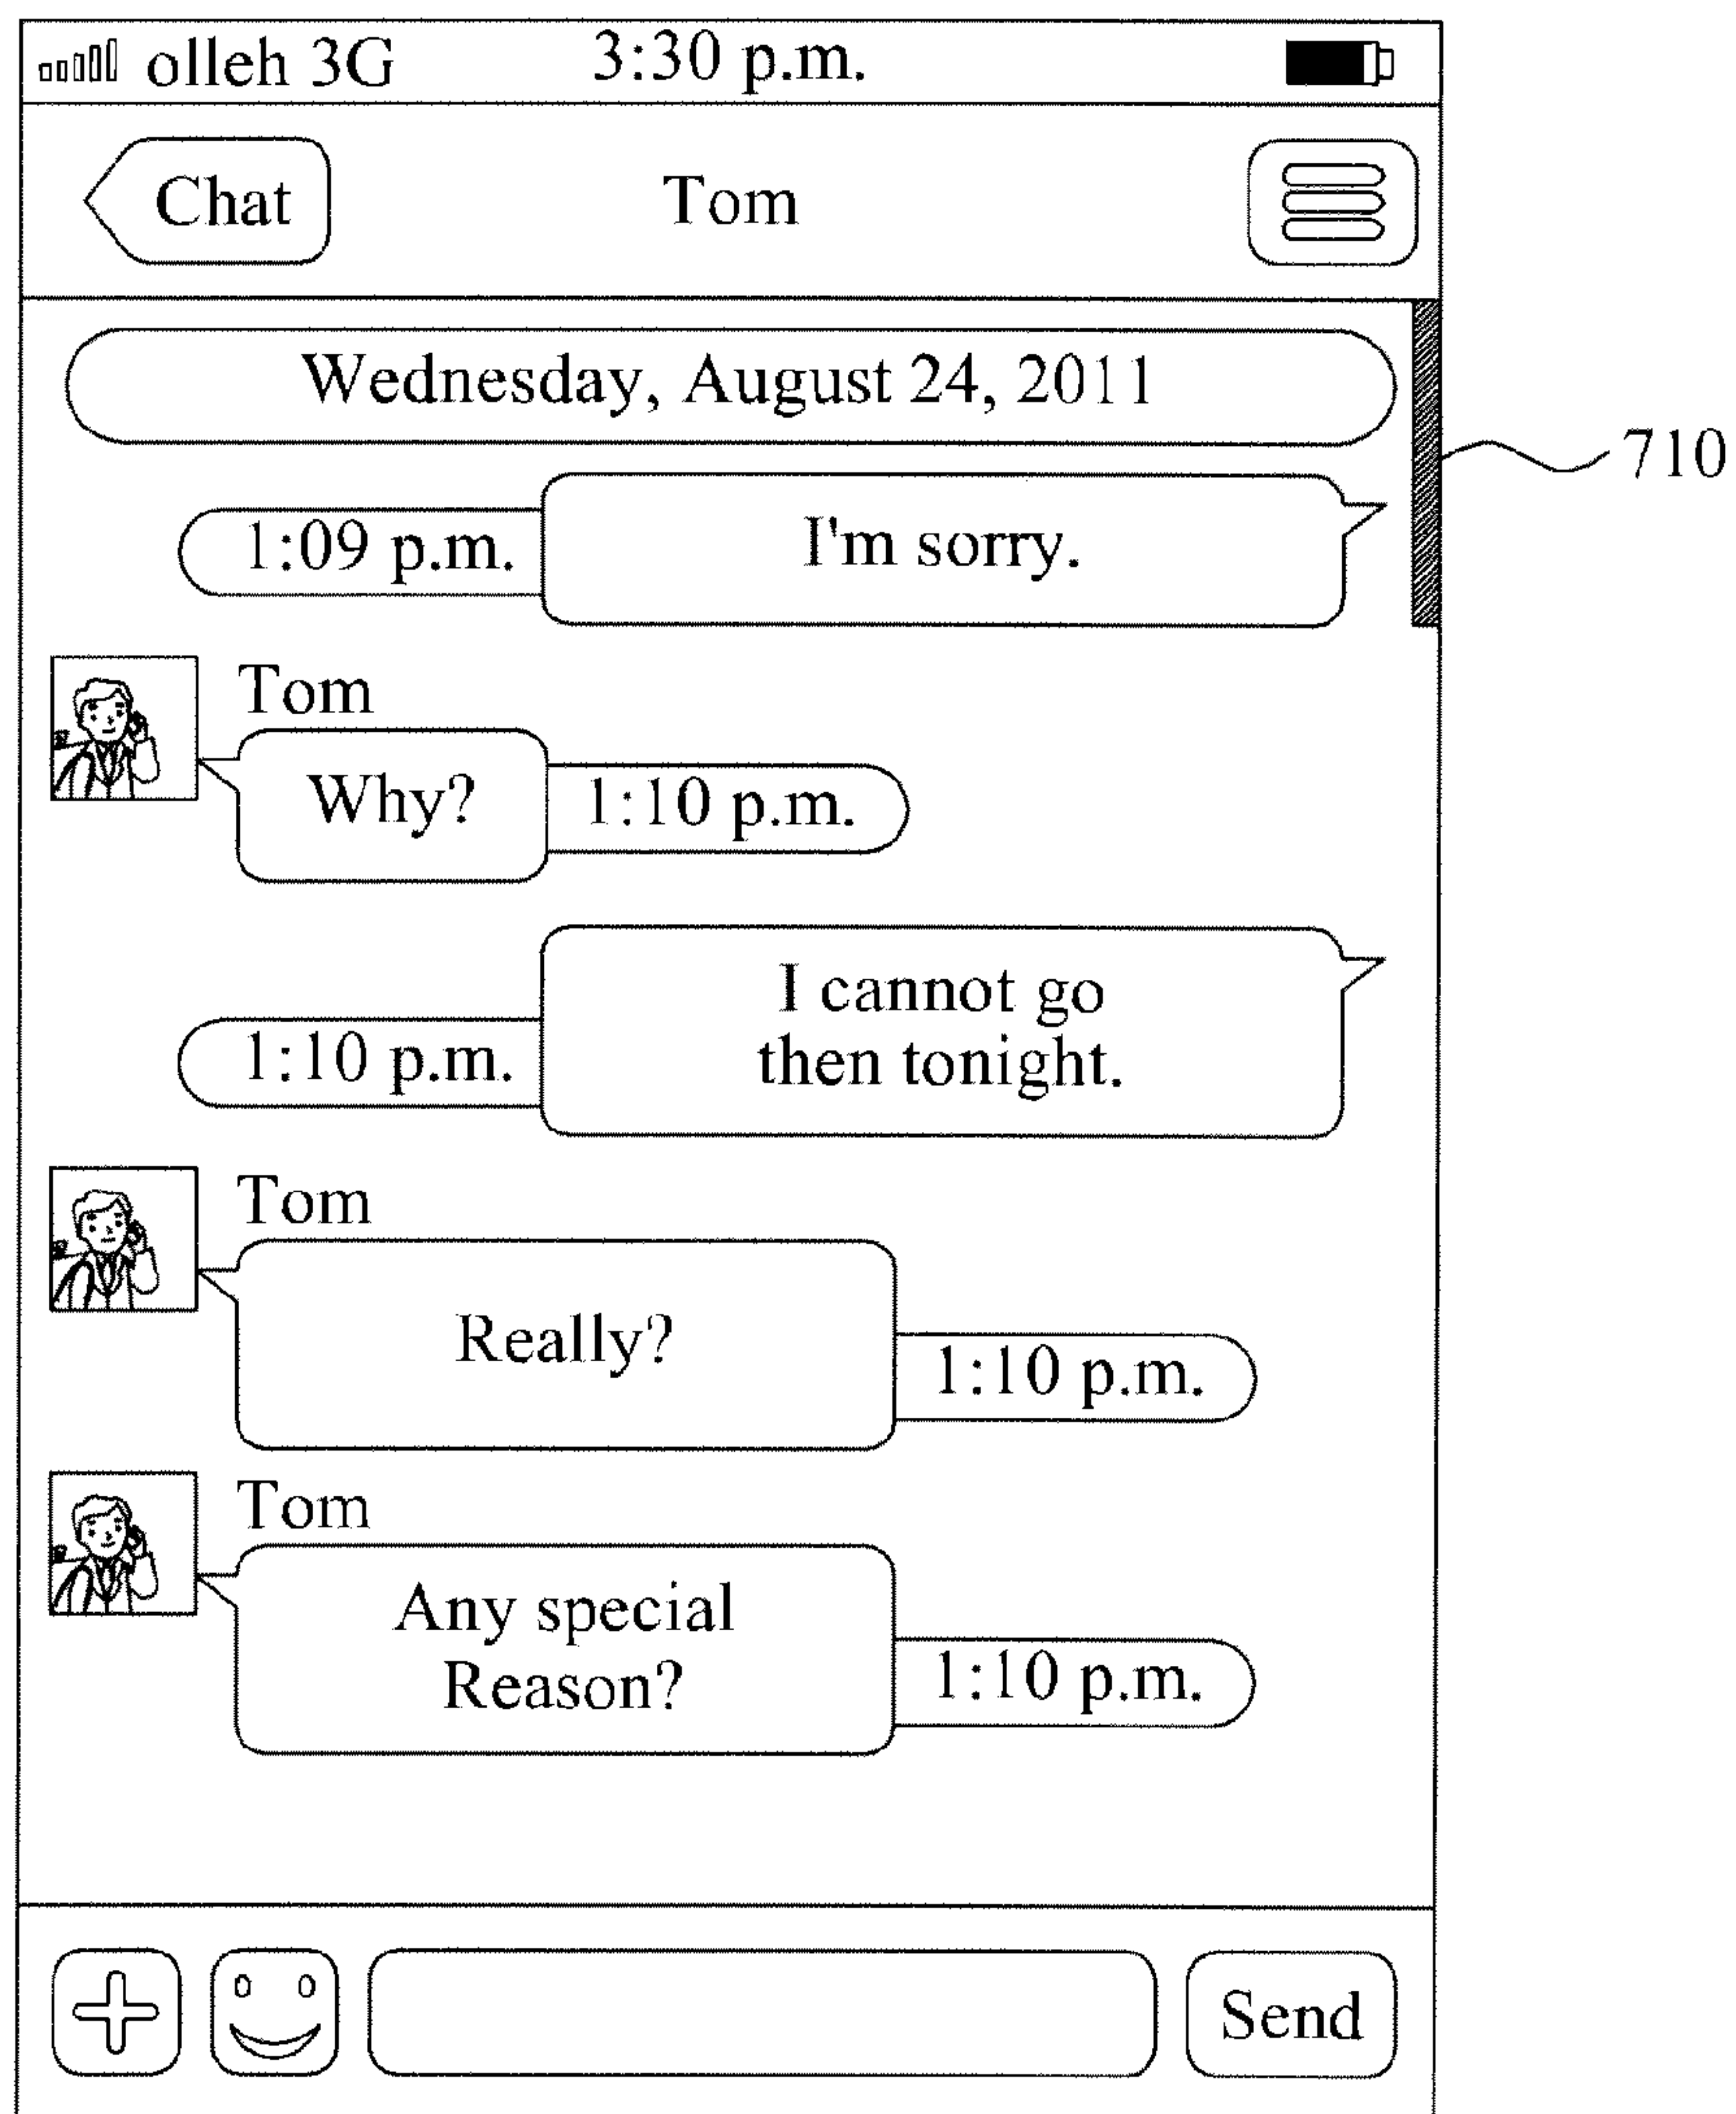 olleh 3G 3:30 p.m.
Chat Tom
Wednesday, August 24, 2011
710
1:09 p.m. I'm sorry.
Tom
Why? 1:10 p.m.
I cannot go
then tonight.
1:10 p.m.
Tom
Really? 1:10 p.m.
Tom
Any special
Reason?
1:10 p.m.
Send